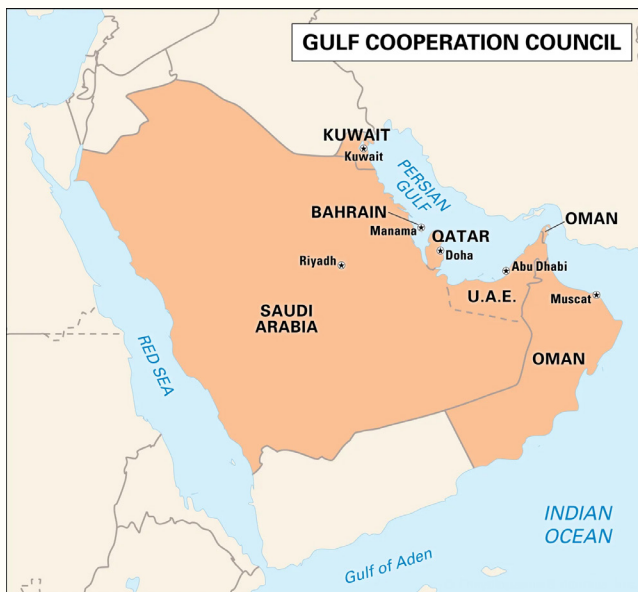 GULF COOPERATION COUNCIL
KUWAIT
Kuwait
PERSIAN
GULF
BAHRAIN
Manama
QATAR
Doha
OMAN
Riyadh
Abu Dhabi
U.A.E.
Muscat
SAUDI
ARABIA
OMAN
RED SEA
INDIAN
OCEAN
Gulf of Aden